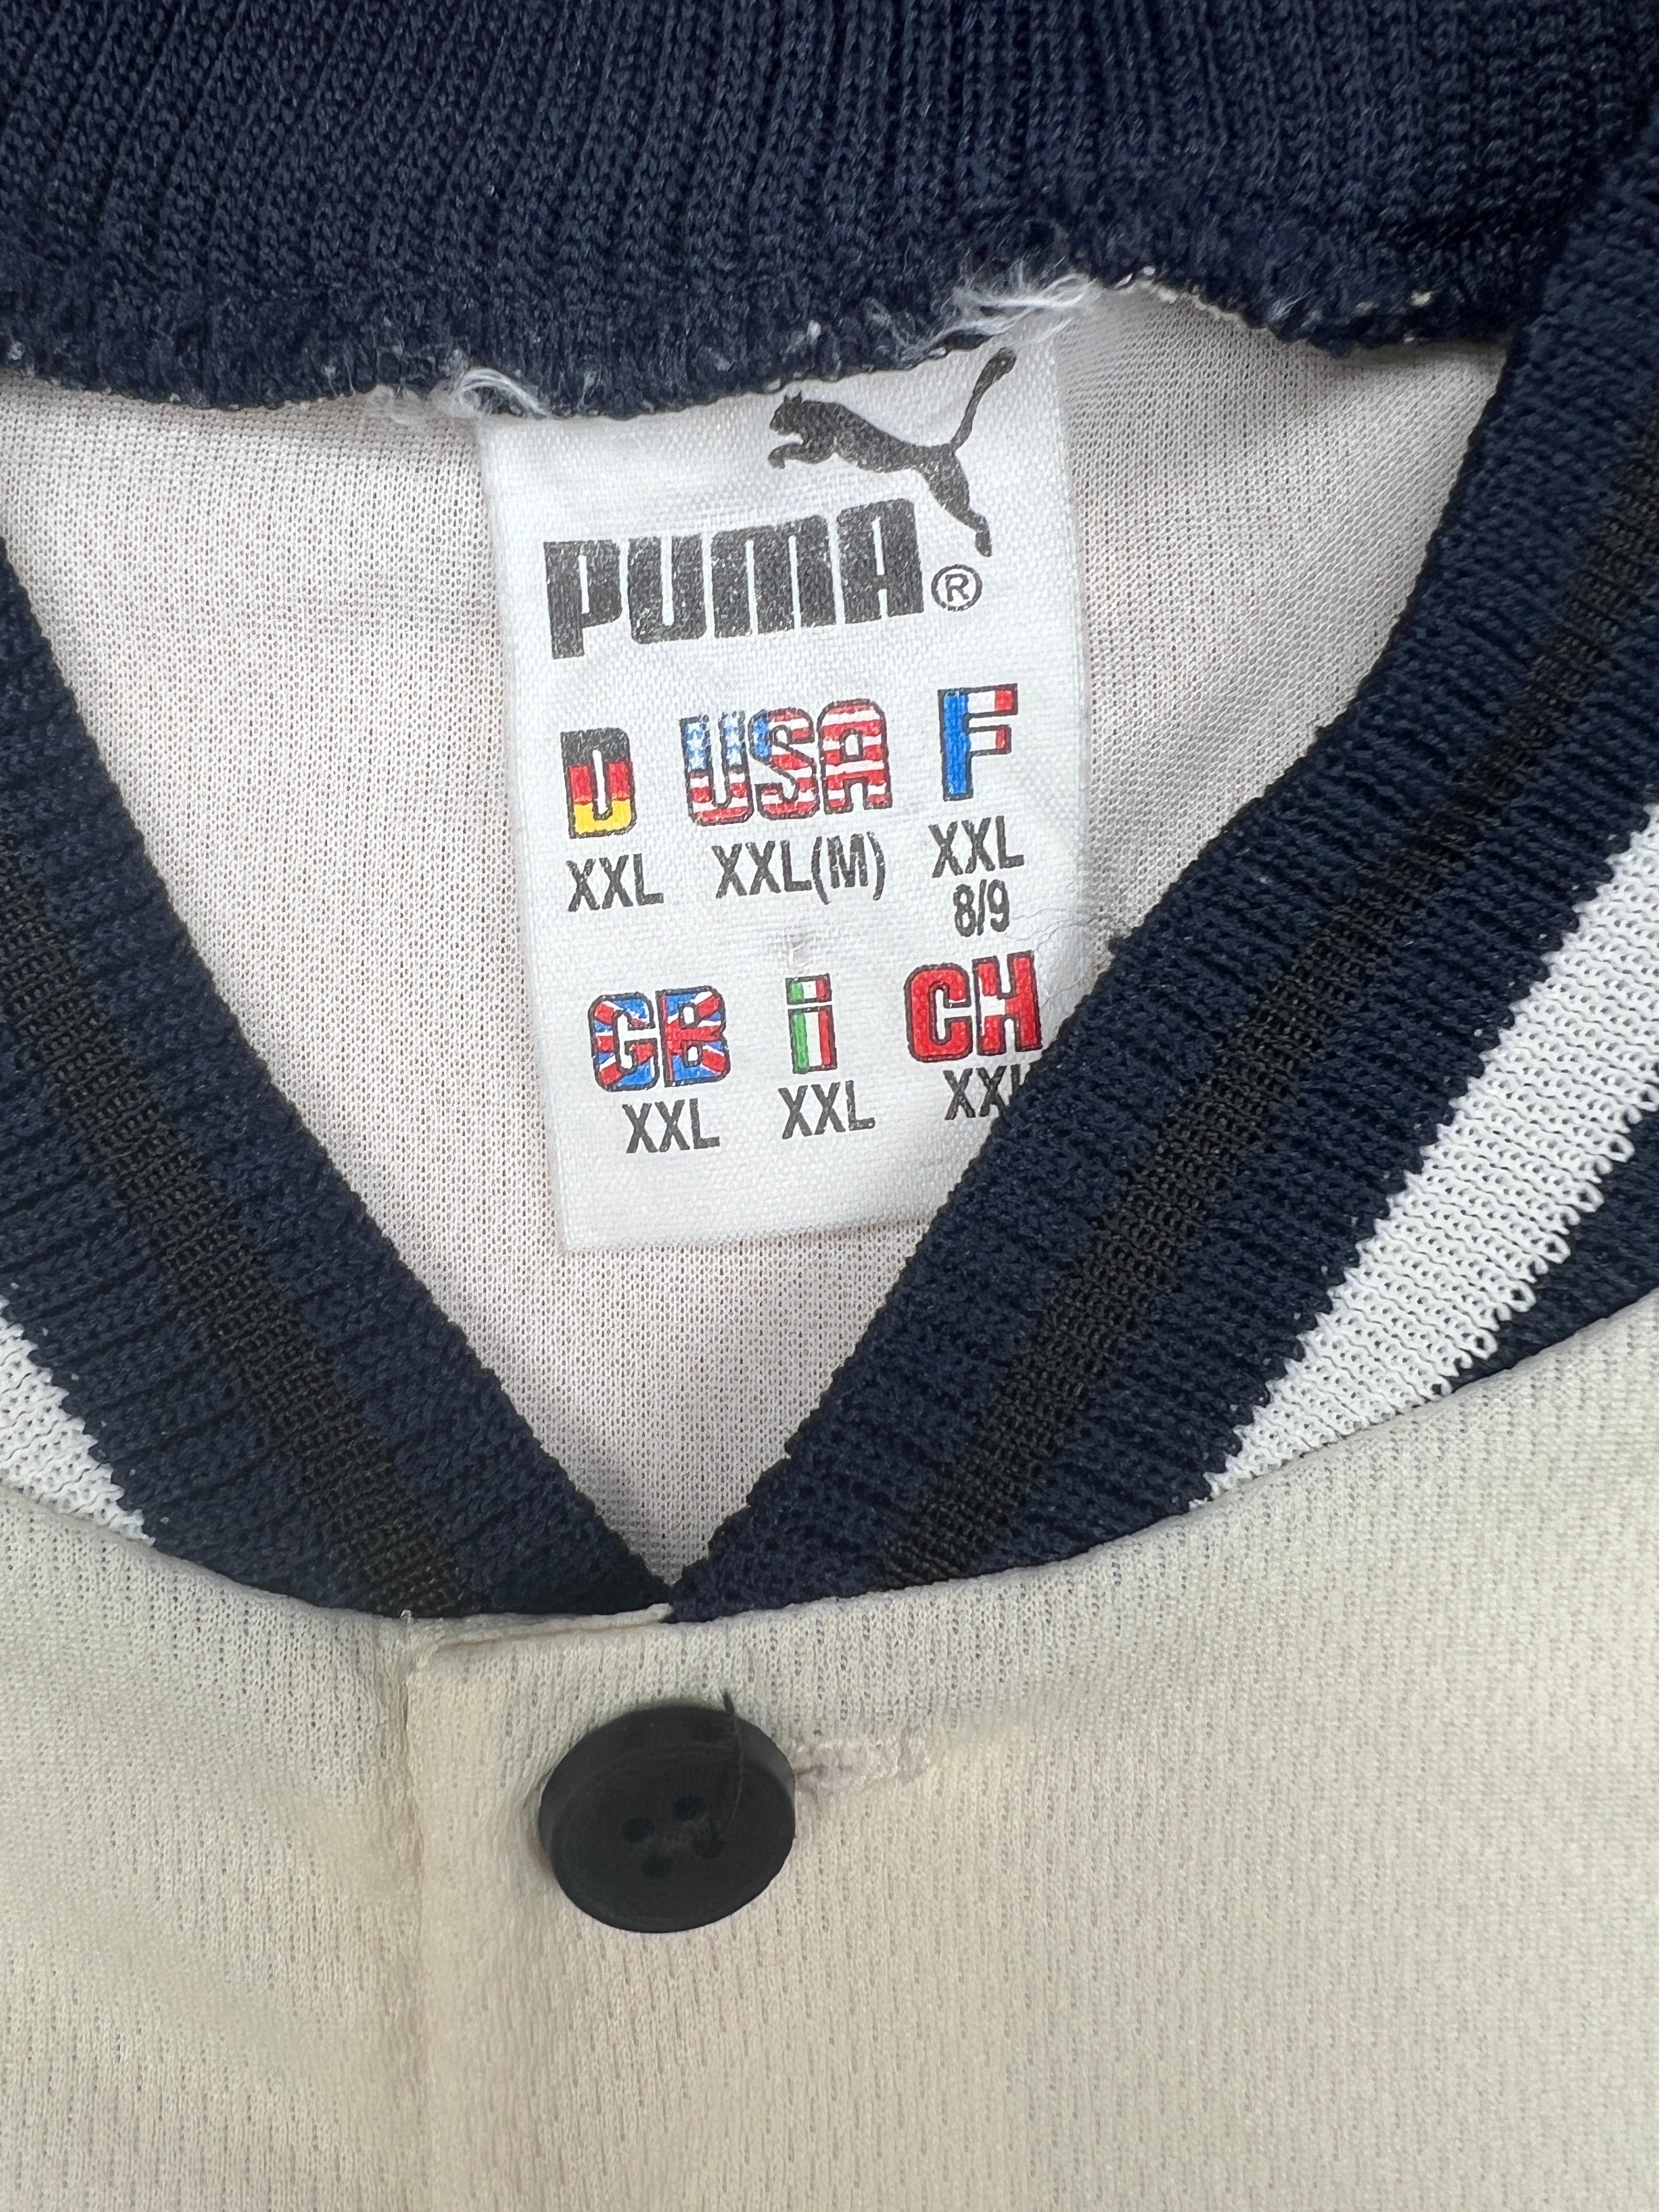 PUMA®
D USA F
XXL XXL(M) XXL
8/9
GB i CH
XXL XXL XXL